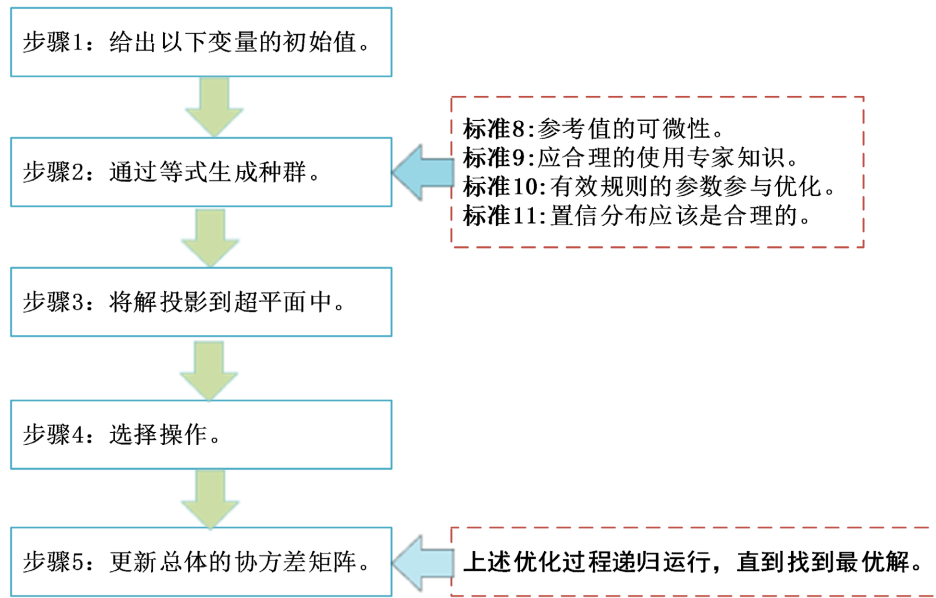 步骤1：给出以下变量的初始值。
步骤2：通过等式生成种群。
标准8:参考值的可微性。
标准9:应合理的使用专家知识。
标准10:有效规则的参数参与优化。
标准11:置信分布应该是合理的。
步骤3：将解投影到超平面中。
步骤4：选择操作。
步骤5：更新总体的协方差矩阵。
上述优化过程递归运行，直到找到最优解。